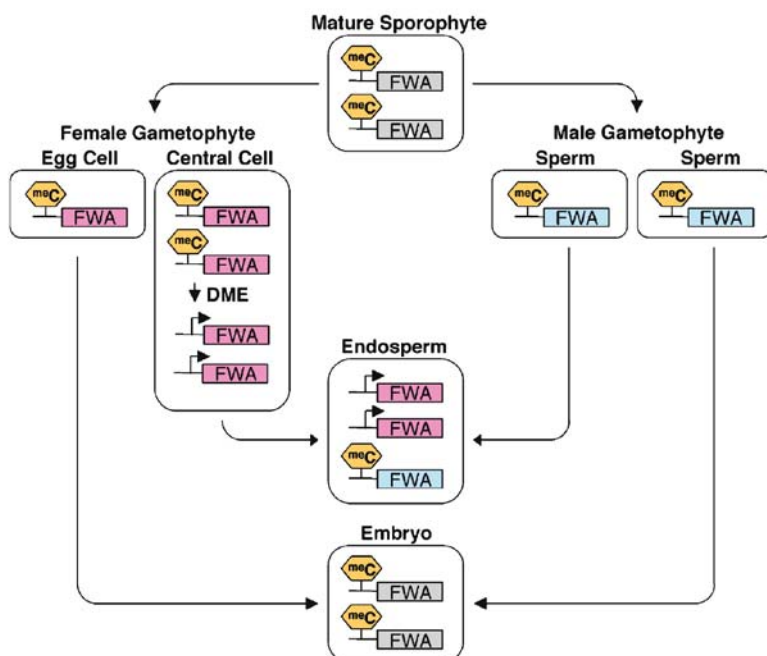 Mature Sporophyte
meC
FWA
meC
FWA
Female Gametophyte
Egg Cell
Central Cell
meC
FWA
meC
FWA
meC
FWA
DME
FWA
FWA
Male Gametophyte
Sperm
Sperm
meC
FWA
meC
FWA
Endosperm
FWA
FWA
meC
FWA
Embryo
meC
FWA
meC
FWA